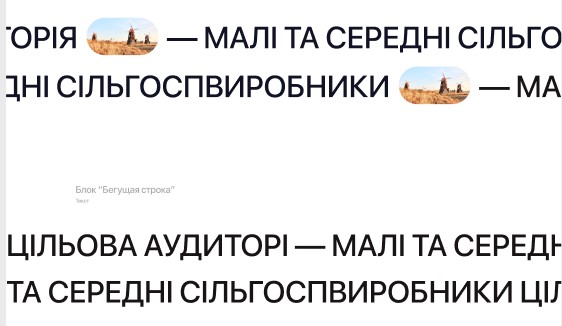 ОРІЯ — МАЛІ ТА СЕРЕДНІ СІЛЬГО
ДНІ СІЛЬГОСПВИРОБНИКИ — МА
Блок “Бегущая строка”
Текст
ЦІЛЬОВА АУДИТОРІ — МАЛІ ТА СЕРЕДН
ТА СЕРЕДНІ СІЛЬГОСПВИРОБНИКИ ЦІЛ